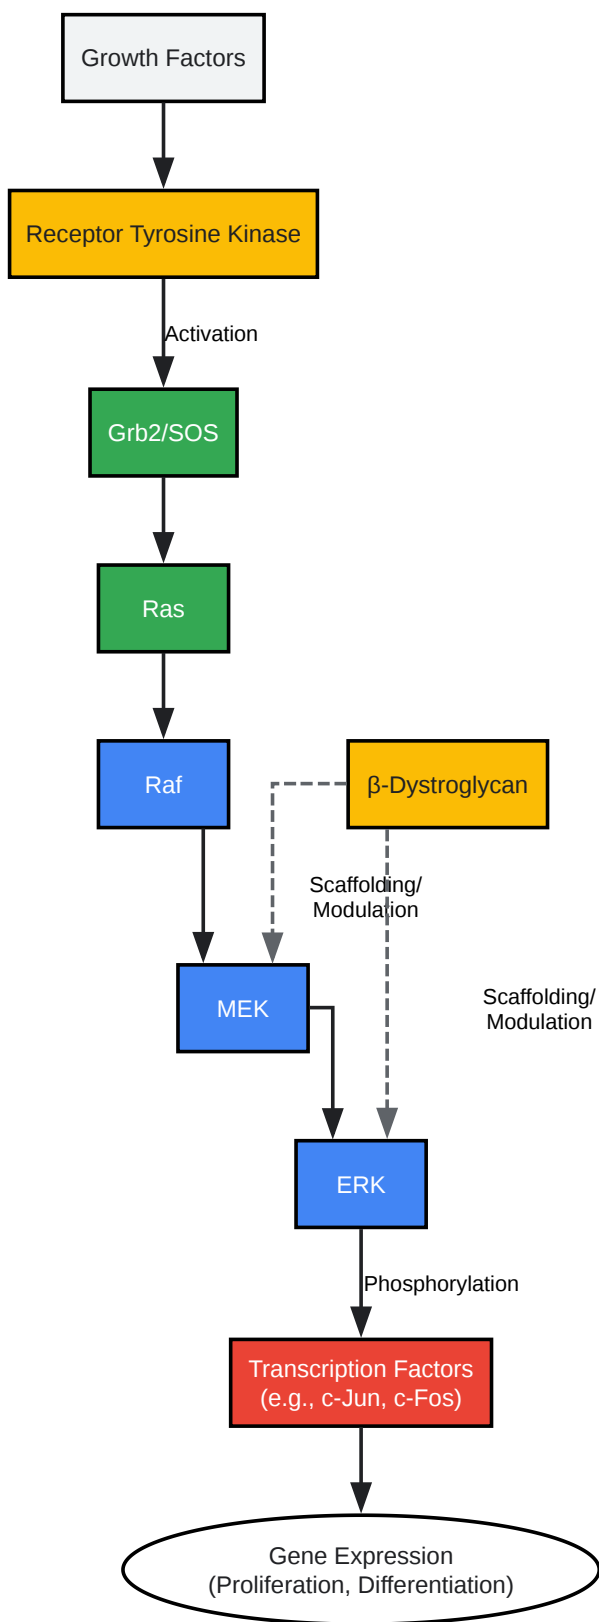 Growth Factors
Receptor Tyrosine Kinase
Activation
Grb2/SOS
Ras
Raf
β-Dystroglycan
Scaffolding/
Modulation
MEK
Scaffolding/
Modulation
ERK
Phosphorylation
Transcription Factors
(e.g., c-Jun, c-Fos)
Gene Expression
(Proliferation, Differentiation)